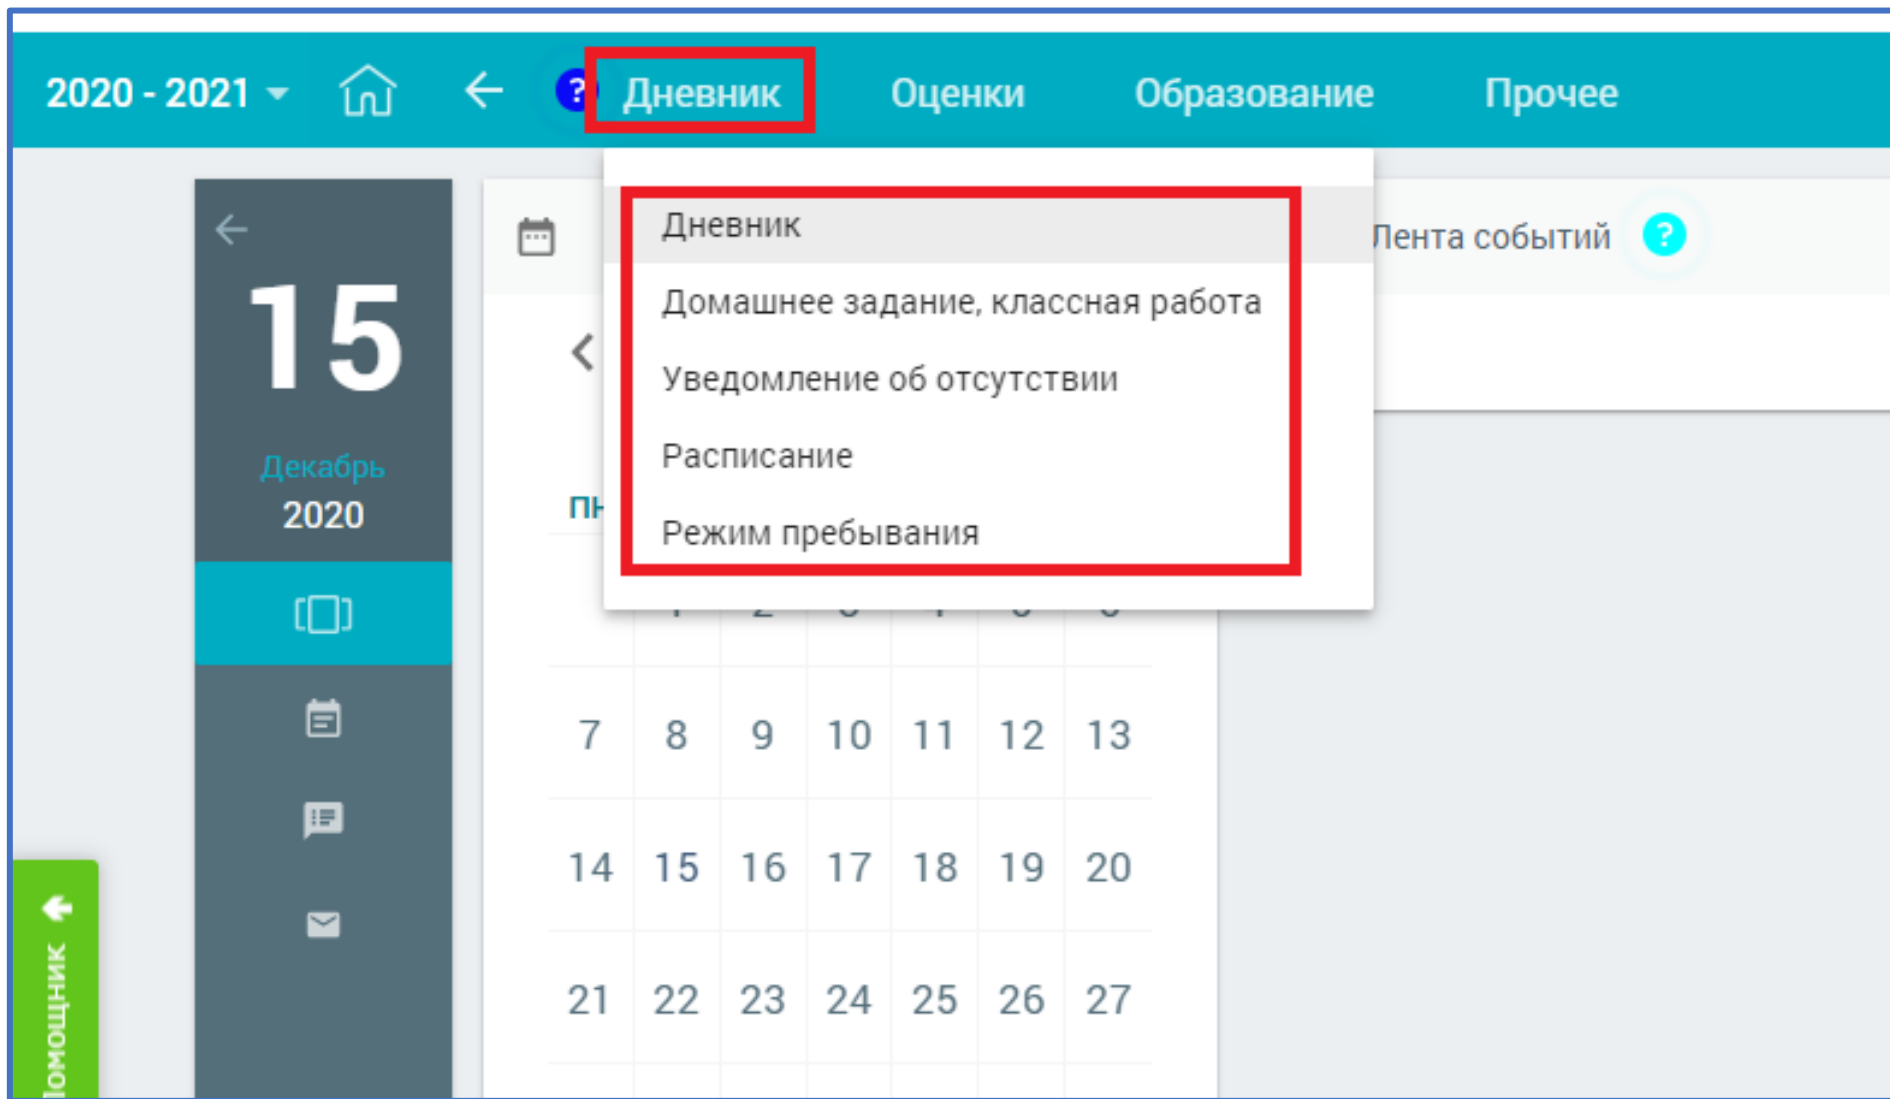 2020 - 2021 ? Дневник Оценки Образование Прочее
Дневник
Домашнее задание, классная работа
Уведомление об отсутствии
Расписание
Режим пребывания
Лента событий ?
15
Декабрь
2020
7 8 9 10 11 12 13
14 15 16 17 18 19 20
21 22 23 24 25 26 27